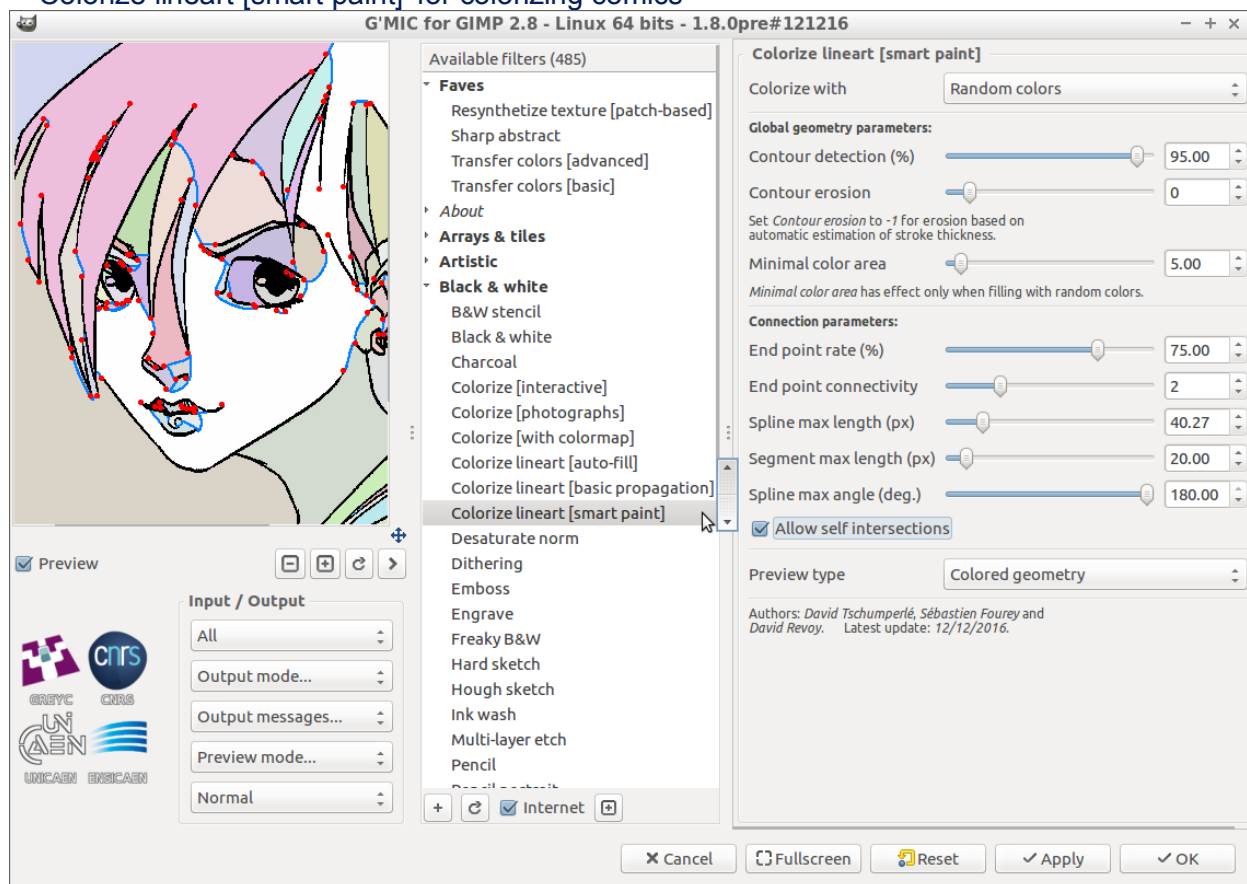 Colorize lineart [smart paint] for colorizing comics
G'MIC for GIMP 2.8 - Linux 64 bits - 1.8.0pre#121216
Preview
Input / Output
All
Output mode...
Output messages...
Preview mode...
Normal
GREYC
CNRS
cnrs
UNI
CAEN
UNICAEN
ENSICAEN
Available filters (485)
Faves
Resynthetize texture [patch-based]
Sharp abstract
Transfer colors [advanced]
Transfer colors [basic]
About
Arrays & tiles
Artistic
Black & white
B&W stencil
Black & white
Charcoal
Colorize [interactive]
Colorize [photographs]
Colorize [with colormap]
Colorize lineart [auto-fill]
Colorize lineart [basic propagation]
Colorize lineart [smart paint]
Desaturate norm
Dithering
Emboss
Engrave
Freaky B&W
Hard sketch
Hough sketch
Ink wash
Multi-layer etch
Pencil
Internet
Colorize lineart [smart paint]
Colorize with Random colors
Global geometry parameters:
Contour detection (%) 95.00
Contour erosion 0
Set Contour erosion to -1 for erosion based on
automatic estimation of stroke thickness.
Minimal color area 5.00
Minimal color area has effect only when filling with random colors.
Connection parameters:
End point rate (%) 75.00
End point connectivity 2
Spline max length (px) 40.27
Segment max length (px) 20.00
Spline max angle (deg.) 180.00
Allow self intersections
Preview type Colored geometry
Authors: David Tschumperlé, Sébastien Fourey and
David Revoy. Latest update: 12/12/2016.
Cancel
Fullscreen
Reset
Apply
OK